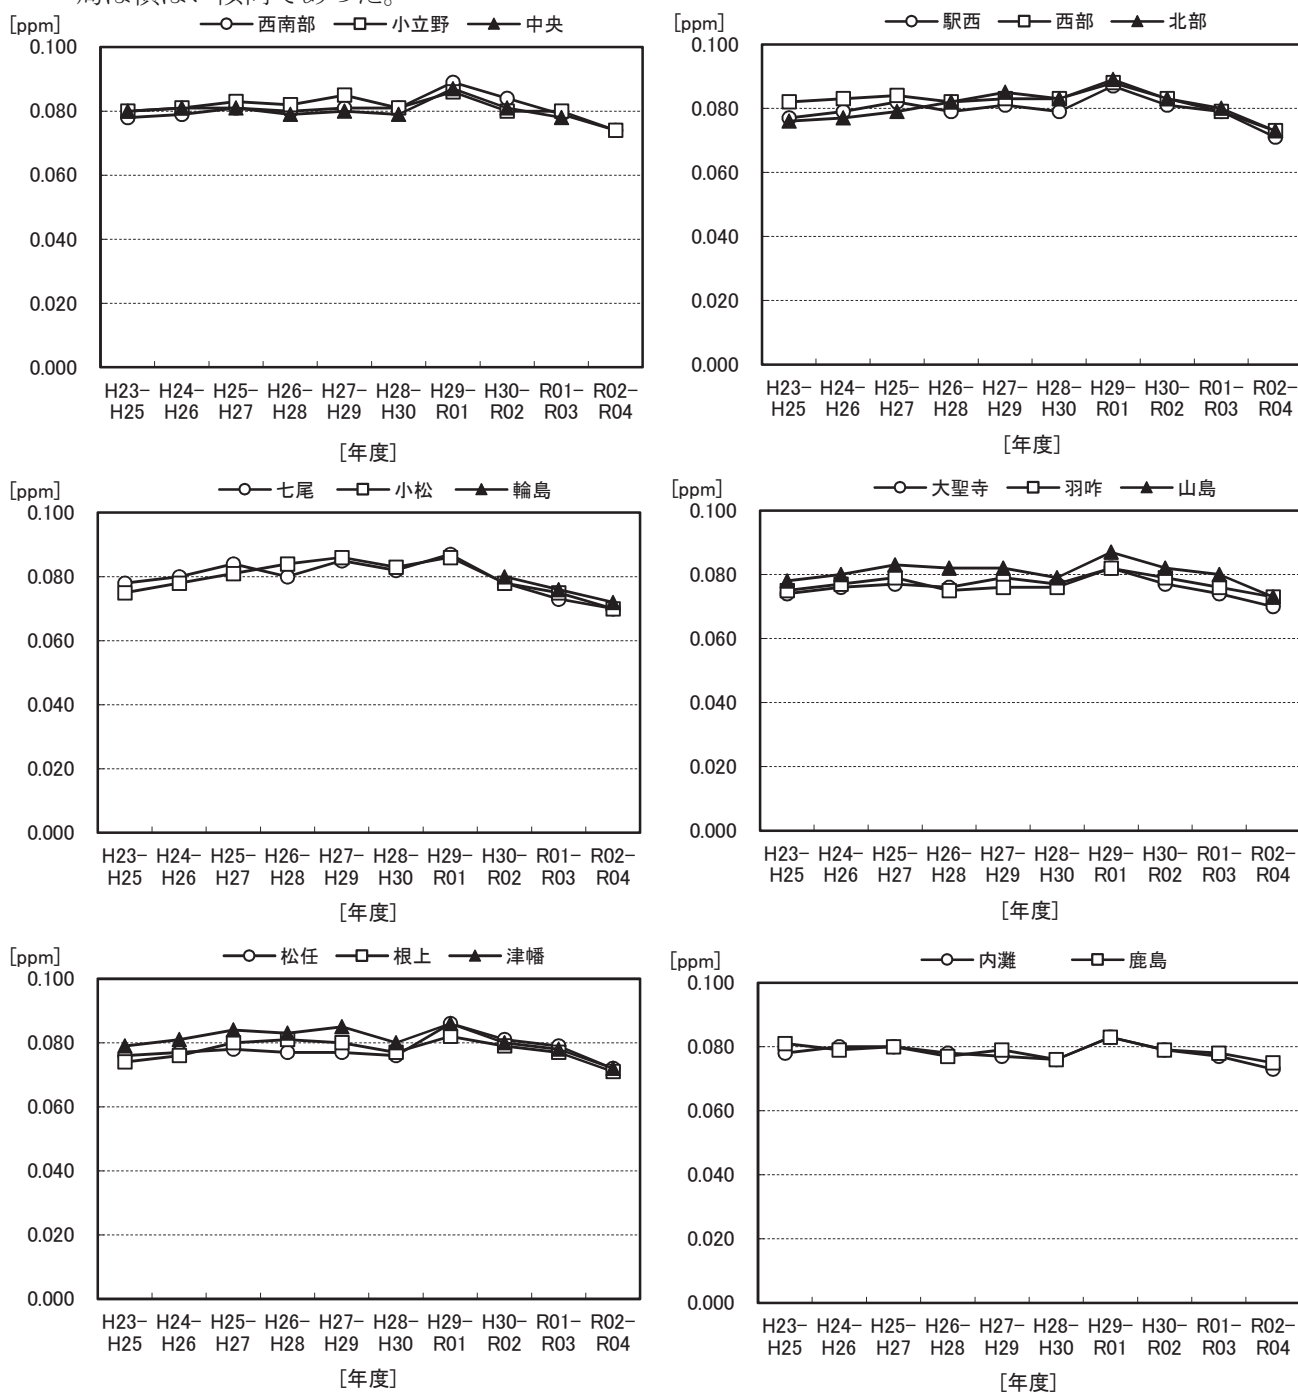 局は横ばい傾向であった。
[ppm] 西南部 小立野 中央
0.100
0.080
0.060
0.040
0.020
0.000
H23- H24- H25- H26- H27- H28- H29- H30- R01- R02-
H25 H26 H27 H28 H29 H30 R01 R02 R03 R04
[年度]
[ppm] 駅西 西部 北部
0.100
0.080
0.060
0.040
0.020
0.000
H23- H24- H25- H26- H27- H28- H29- H30- R01- R02-
H25 H26 H27 H28 H29 H30 R01 R02 R03 R04
[年度]
[ppm] 七尾 小松 輪島
0.100
0.080
0.060
0.040
0.020
0.000
H23- H24- H25- H26- H27- H28- H29- H30- R01- R02-
H25 H26 H27 H28 H29 H30 R01 R02 R03 R04
[年度]
[ppm] 大聖寺 羽咋 山島
0.100
0.080
0.060
0.040
0.020
0.000
H23- H24- H25- H26- H27- H28- H29- H30- R01- R02-
H25 H26 H27 H28 H29 H30 R01 R02 R03 R04
[年度]
[ppm] 松任 根上 津幡
0.100
0.080
0.060
0.040
0.020
0.000
H23- H24- H25- H26- H27- H28- H29- H30- R01- R02-
H25 H26 H27 H28 H29 H30 R01 R02 R03 R04
[年度]
[ppm] 内灘 鹿島
0.100
0.080
0.060
0.040
0.020
0.000
H23- H24- H25- H26- H27- H28- H29- H30- R01- R02-
H25 H26 H27 H28 H29 H30 R01 R02 R03 R04
[年度]